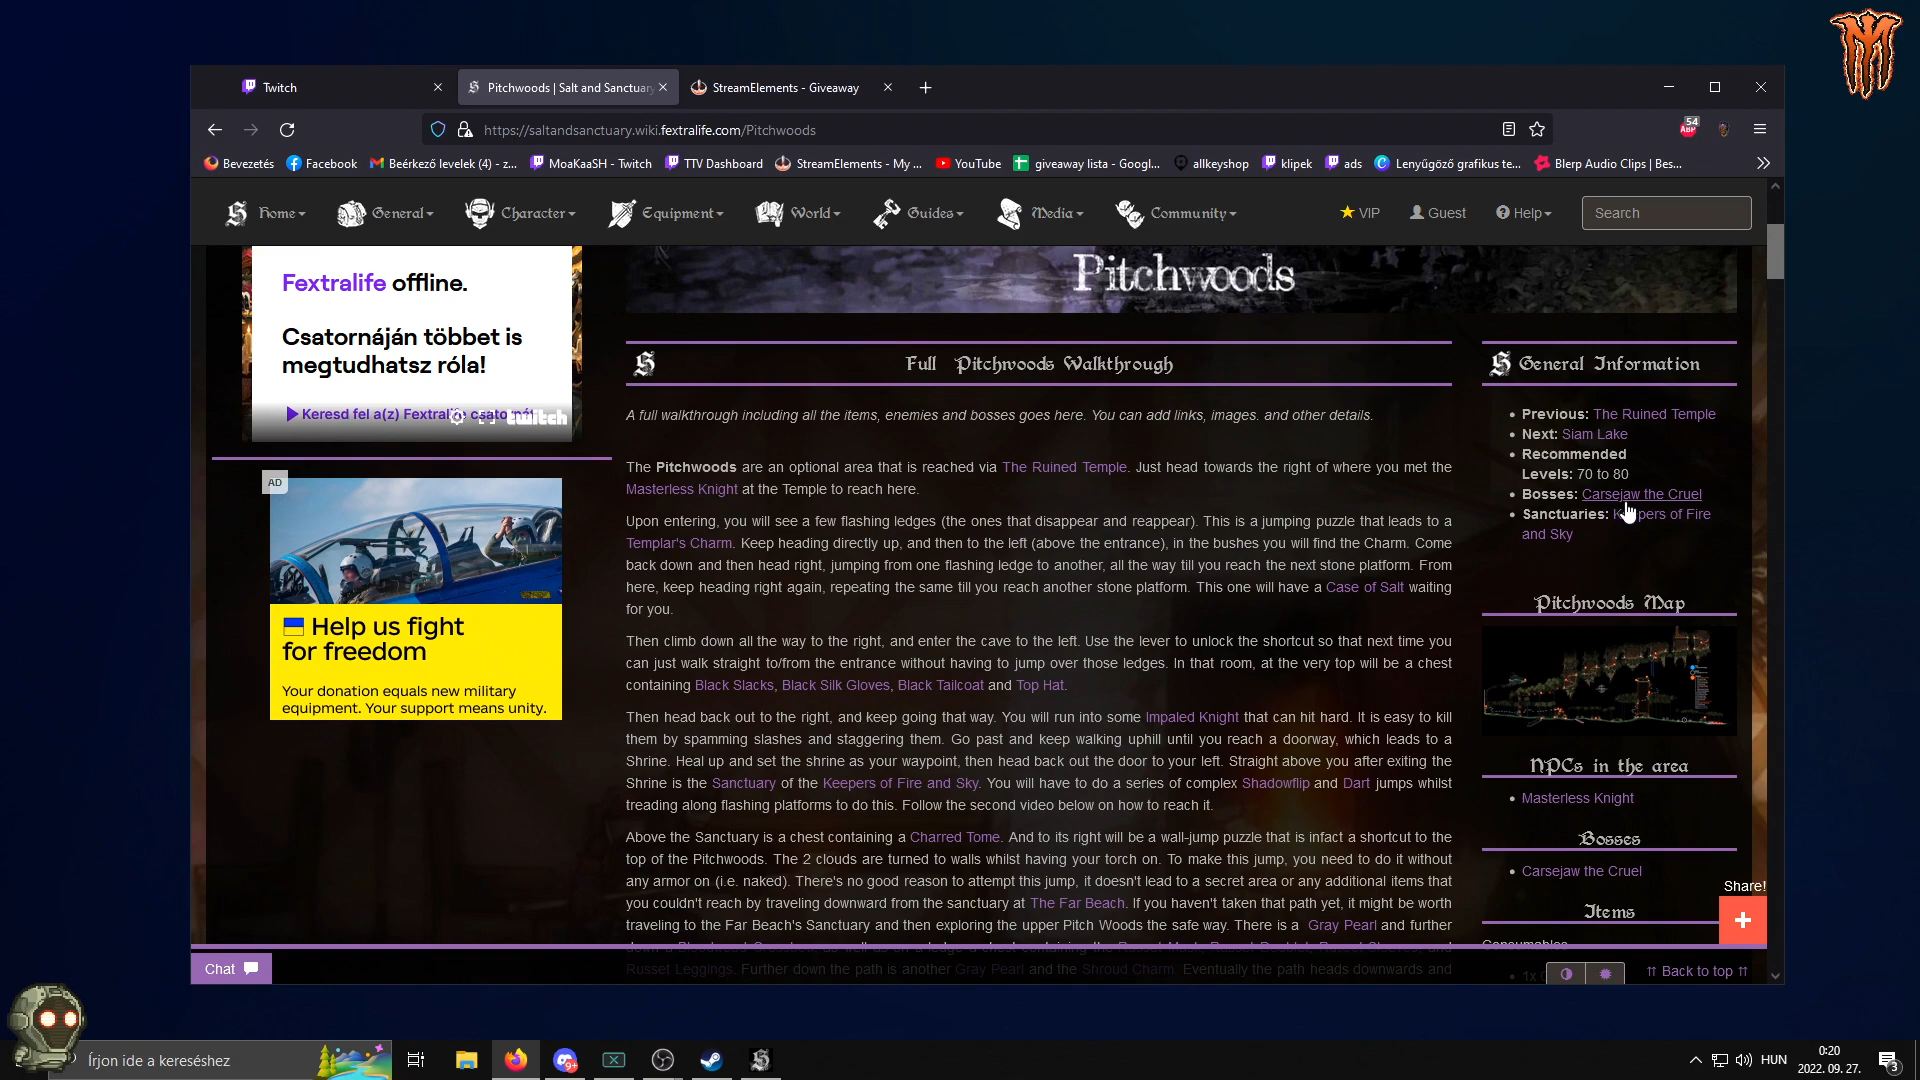 Twitch
Pitchwoods | Salt and Sanctuary
StreamElements - Giveaway
https://saltandsanctuary.wiki.fextralife.com/Pitchwoods
54
ABP
Bevezetés
Facebook
Beérkező levelek (4) - z...
MoaKaaSH - Twitch
TTV Dashboard
StreamElements - My ...
YouTube
giveaway lista - Googl...
allkeyshop
klipek
ads
Lenyűgöző grafikus te...
Blerp Audio Clips | Bes...
Home
General
Character
Equipment
World
Guides
Media
Community
VIP
Guest
Help
Search
Fextralife offline.
Csatornáján többet is
megtudhatsz róla!
Keresd fel a(z) Fextralife csatornát
twitch
AD
Help us fight
for freedom
Your donation equals new military
equipment. Your support means unity.
Pitchwoods
Full Pitchwoods Walkthrough
A full walkthrough including all the items, enemies and bosses goes here. You can add links, images. and other details.
The Pitchwoods are an optional area that is reached via The Ruined Temple. Just head towards the right of where you met the
Masterless Knight at the Temple to reach here.
Upon entering, you will see a few flashing ledges (the ones that disappear and reappear). This is a jumping puzzle that leads to a
Templar's Charm. Keep heading directly up, and then to the left (above the entrance), in the bushes you will find the Charm. Come
back down and then head right, jumping from one flashing ledge to another, all the way till you reach the next stone platform. From
here, keep heading right again, repeating the same till you reach another stone platform. This one will have a Case of Salt waiting
for you.
Then climb down all the way to the right, and enter the cave to the left. Use the lever to unlock the shortcut so that next time you
can just walk straight to/from the entrance without having to jump over those ledges. In that room, at the very top will be a chest
containing Black Slacks, Black Silk Gloves, Black Tailcoat and Top Hat.
Then head back out to the right, and keep going that way. You will run into some Impaled Knight that can hit hard. It is easy to kill
them by spamming slashes and staggering them. Go past and keep walking uphill until you reach a doorway, which leads to a
Shrine. Heal up and set the shrine as your waypoint, then head back out the door to your left. Straight above you after exiting the
Shrine is the Sanctuary of the Keepers of Fire and Sky. You will have to do a series of complex Shadowflip and Dart jumps whilst
treading along flashing platforms to do this. Follow the second video below on how to reach it.
Above the Sanctuary is a chest containing a Charred Tome. And to its right will be a wall-jump puzzle that is infact a shortcut to the
top of the Pitchwoods. The 2 clouds are turned to walls whilst having your torch on. To make this jump, you need to do it without
any armor on (i.e. naked). There's no good reason to attempt this jump, it doesn't lead to a secret area or any additional items that
you couldn't reach by traveling downward from the sanctuary at The Far Beach. If you haven't taken that path yet, it might be worth
traveling to the Far Beach's Sanctuary and then exploring the upper Pitch Woods the safe way. There is a Gray Pearl and further
Russet Leggings. Further down the path is another Gray Pearl and the Shroud Charm. Eventually the path heads downwards and
General Information
Previous: The Ruined Temple
Next: Siam Lake
Recommended
Levels: 70 to 80
Bosses: Carsejaw the Cruel
Sanctuaries: Keepers of Fire
and Sky
Pitchwoods Map
NPCs in the area
Masterless Knight
Bosses
Carsejaw the Cruel
Share!
Items
Consumables
Back to top
Chat
Írjon ide a kereséshez
9+
HUN
0:20
2022. 09. 27.
3